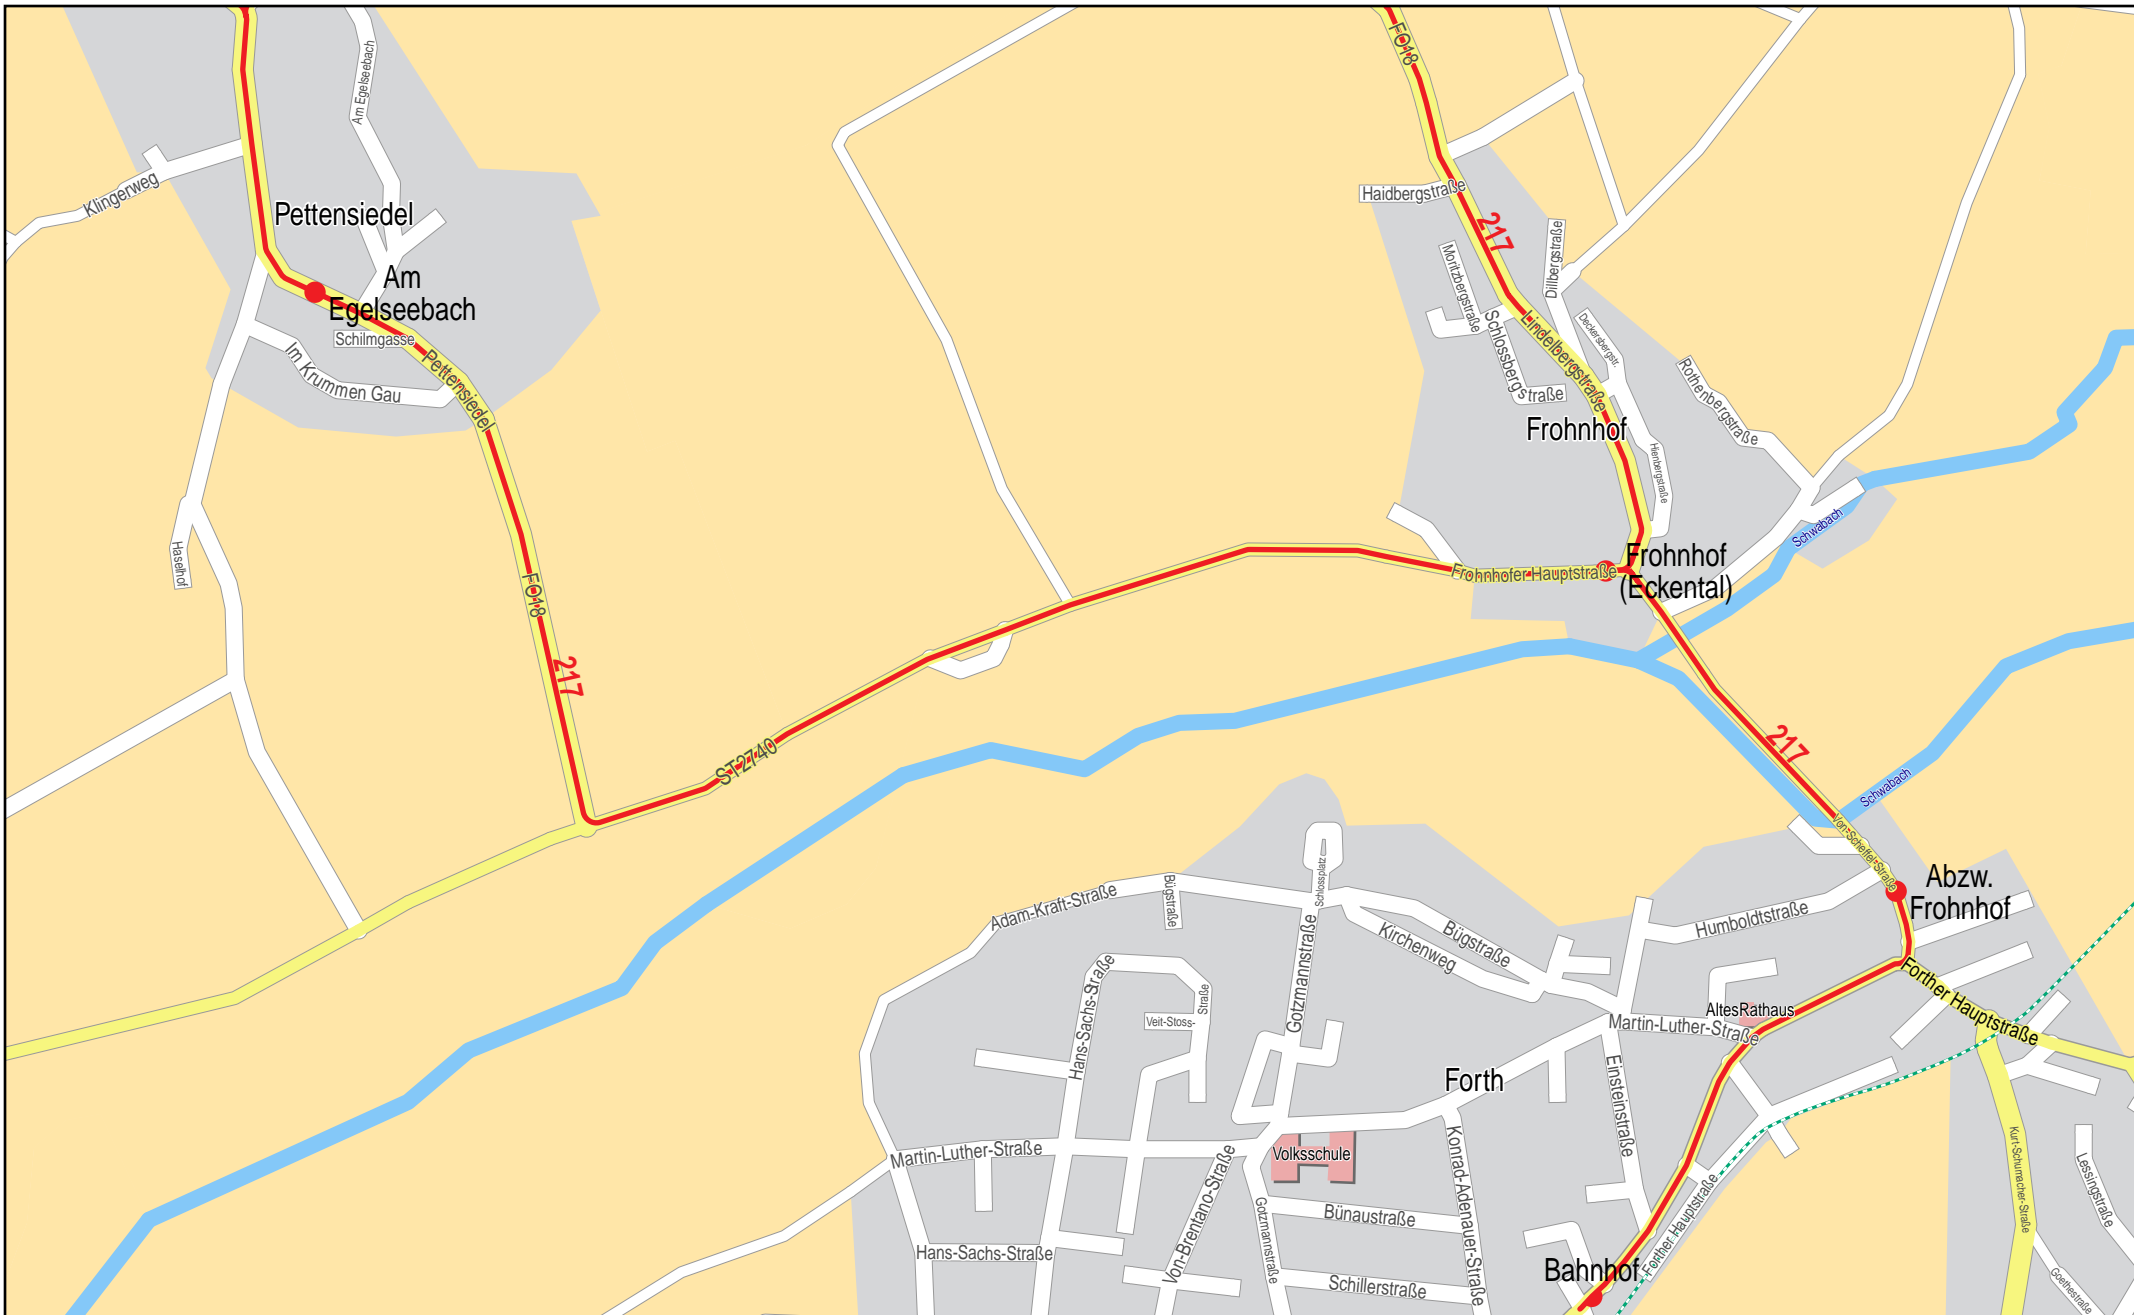 FO18
Am Egelseebach
Klingerweg
Pettensiedel
Haidbergstraße
217
Dillbergstraße
Moritzbergstraße
Am
Egelseebach
Schilmgasse
Im Krummen Gau
Pettensiedel
Schlossbergstraße
Lindelbergstraße
Deckersbergstr.
Rothenbergstraße
Frohnhof
Hienbergstraße
Haselhof
FO18
217
Schwabach
Frohnhofer Hauptstraße
Frohnhof
(Eckental)
ST2740
217
Schwabach
Von-Scheffel-Straße
Abzw.
Frohnhof
Adam-Kraft-Straße
Bügstraße
Schlossplatz
Gotzmannstraße
Kirchenweg
Bügstraße
Humboldtstraße
Forther Hauptstraße
Hans-Sachs-Straße
Veit-Stoss-
Straße
AltesRathaus
Martin-Luther-Straße
Einsteinstraße
Forth
Martin-Luther-Straße
Volksschule
Von-Brentano-Straße
Gotzmannstraße
Konrad-Adenauer-Straße
Bünaustraße
Schillerstraße
Hans-Sachs-Straße
Bahnhof
Forther Hauptstraße
Kurt-Schumacher-Straße
Lessingstraße
Goethestraße